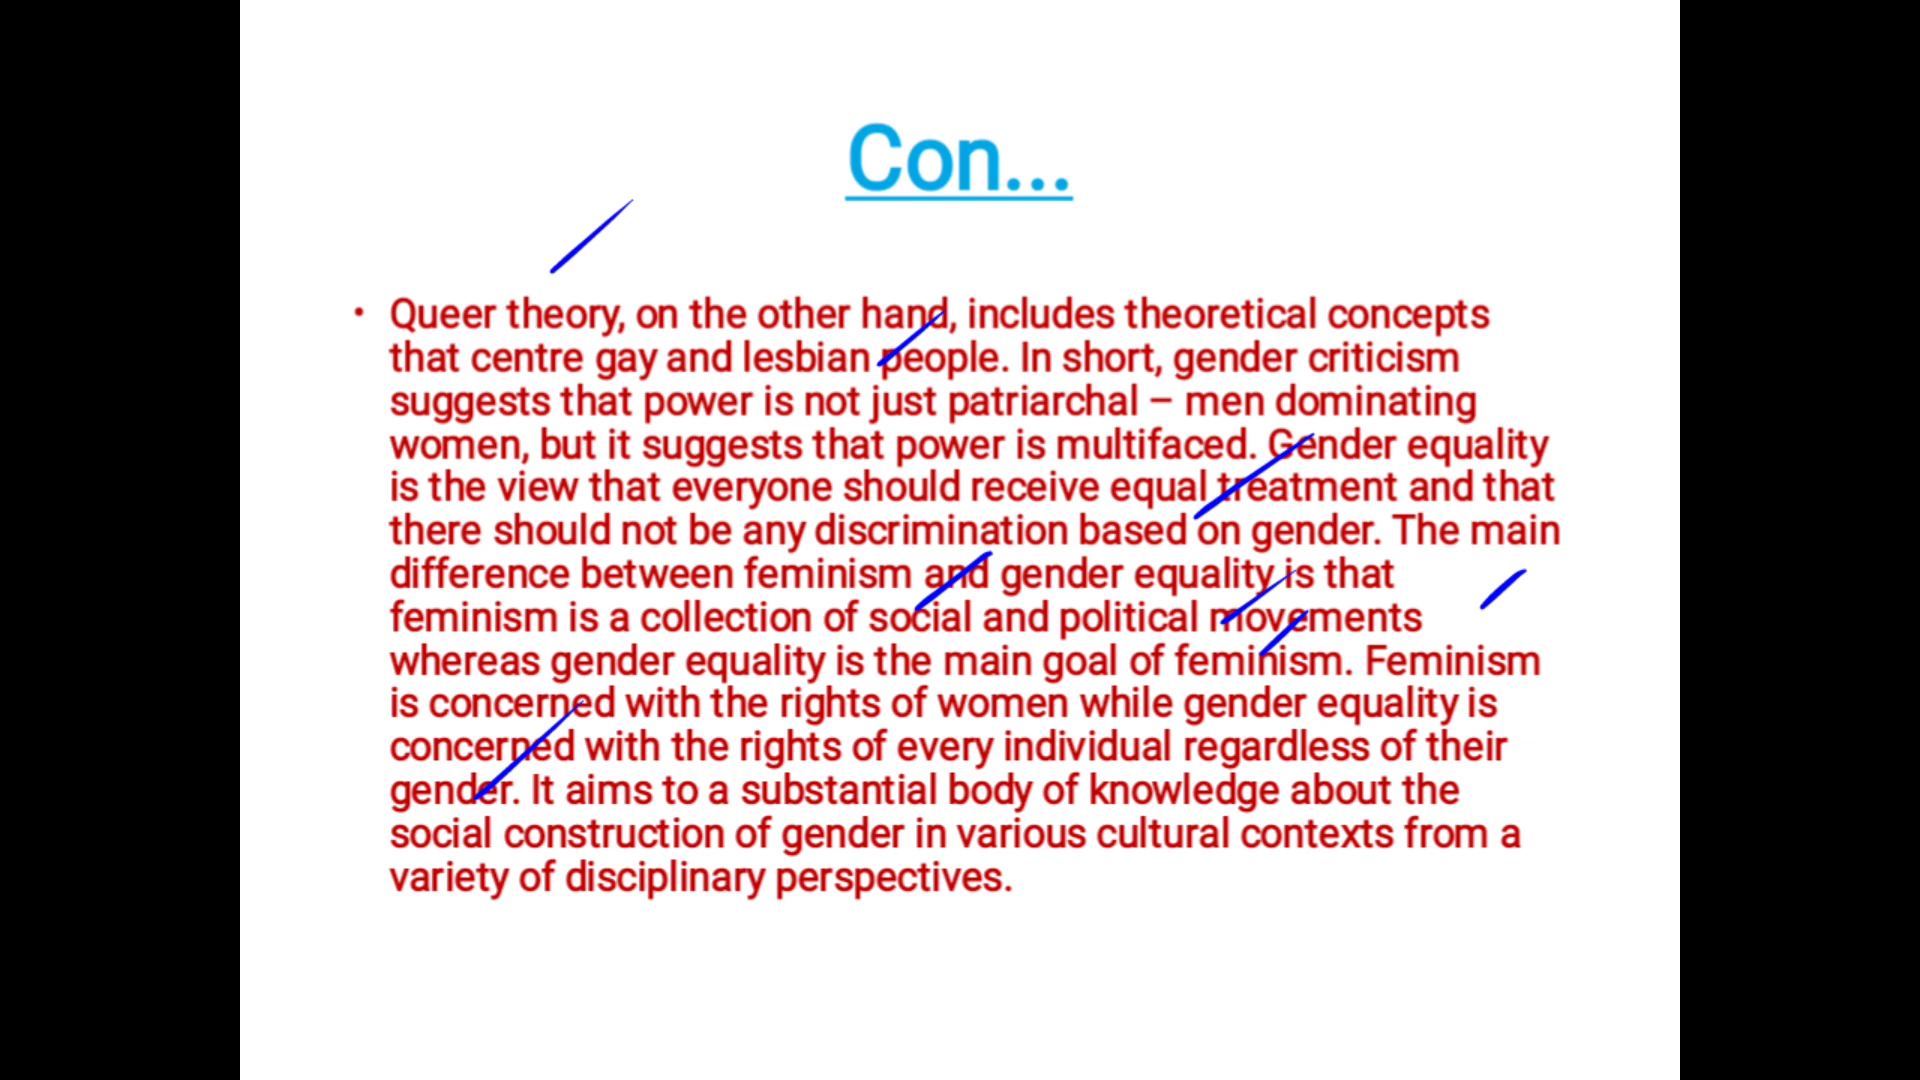 Con...
• Queer theory, on the other hand, includes theoretical concepts
that centre gay and lesbian people. In short, gender criticism
suggests that power is not just patriarchal – men dominating
women, but it suggests that power is multifaced. Gender equality
is the view that everyone should receive equal treatment and that
there should not be any discrimination based on gender. The main
difference between feminism and gender equality is that
feminism is a collection of social and political movements
whereas gender equality is the main goal of feminism. Feminism
is concerned with the rights of women while gender equality is
concerned with the rights of every individual regardless of their
gender. It aims to a substantial body of knowledge about the
social construction of gender in various cultural contexts from a
variety of disciplinary perspectives.